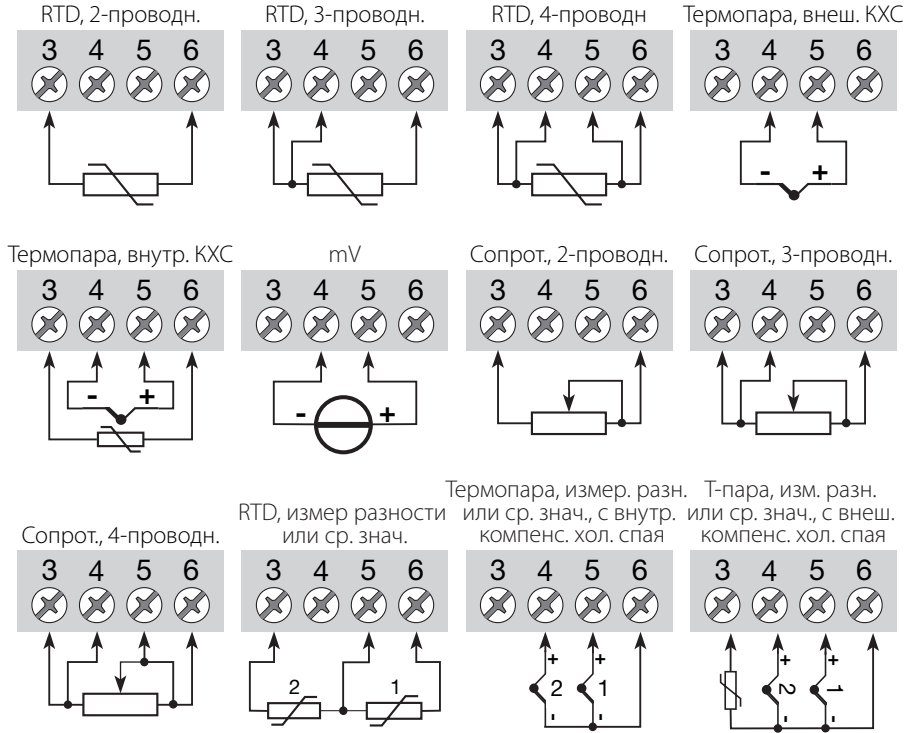 RTD, 2-проводн.
3 4 5 6
RTD, 3-проводн.
3 4 5 6
RTD, 4-проводн
3 4 5 6
Термопара, внеш. КХС
3 4 5 6
- +
Термопара, внутр. КХС
3 4 5 6
- +
mV
3 4 5 6
- +
Сопрот., 2-проводн.
3 4 5 6
Сопрот., 3-проводн.
3 4 5 6
Сопрот., 4-проводн.
3 4 5 6
RTD, измер разности
или ср. знач.
3 4 5 6
2 1
Термопара, измер. разн.
или ср. знач., с внутр.
компенс. хол. спая
3 4 5 6
+ +
2 1
- -
Т-пара, изм. разн.
или ср. знач., с внеш.
компенс. хол. спая
3 4 5 6
+ +
2 1
- -